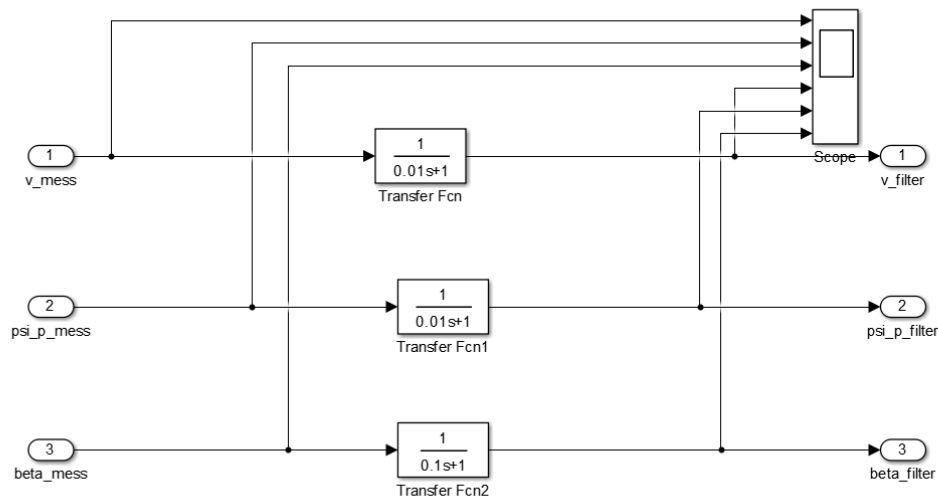 Scope
1
v_mess
1
0.01s+1
Transfer Fcn
1
v_filter
2
psi_p_mess
1
0.01s+1
Transfer Fcn1
2
psi_p_filter
3
beta_mess
1
0.1s+1
Transfer Fcn2
3
beta_filter